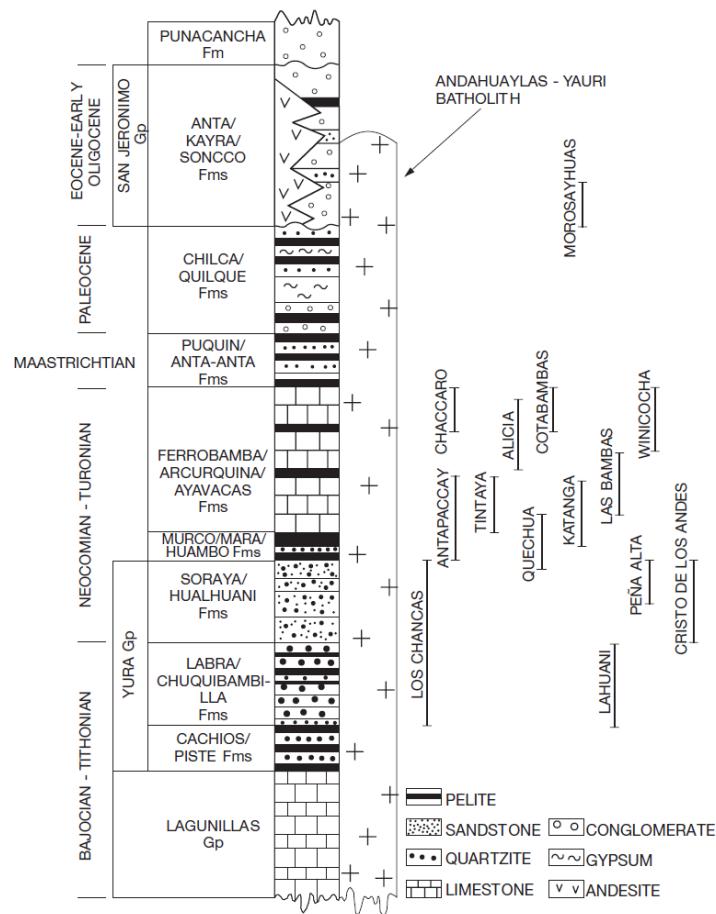 PUNACANCHA
Fm
EOCENE-EARLY
OLIGOCENE
SAN JERONIMO
Gp
ANTA/
KAYRA/
SONCCO
Fms
ANDAHUAYLAS - YAURI
BATHOLITH
MOROSAYHUAS
PALEOCENE
CHILCA/
QUILQUE
Fms
MAASTRICHTIAN
PUQUIN/
ANTA-ANTA
Fms
NEOCOMIAN - TURONIAN
FERROBAMBA/
ARCURQUINA/
AYAVACAS
Fms
MURCO/MARA/
HUAMBO Fms
YURA Gp
SORAYA/
HUALHUANI
Fms
BAJOCIAN - TITHONIAN
LABRA/
CHUQUIBAMBI-
LLA
Fms
CACHIOS/
PISTE Fms
LAGUNILLAS
Gp
LOS CHANCAS
CHACCARO
ANTAPACCAY
TINTAYA
ALICIA
QUECHUA
COTABAMBAS
KATANGA
LAS BAMBAS
LAHUANI
WINICOCHA
PEÑA ALTA
CRISTO DE LOS ANDES
PELITE
SANDSTONE
QUARTZITE
LIMESTONE
CONGLOMERATE
GYPSUM
ANDESITE